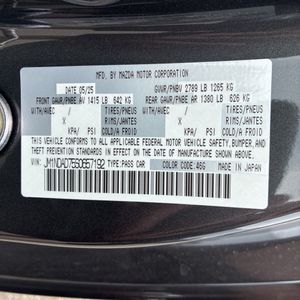 MFD BY MAZDA MOTOR CORPORATION
DATE 05/25 GVWR/PNBV 2789 LB 1265 KG
FRONT GAWR/PNBE AV 1415 LB 642 KG REAR GAWR/PNBE AR 1380 LB 626 KG
WITH/AVEC TIRES/PNEUS WITH/AVEC TIRES/PNEUS
X RIMS/JANTES X RIMS/JANTES
KPA/ PSI COLD/A FROID KPA/ PSI COLD/A FROID
THIS VEHICLE CONFORMS TO ALL APPLICABLE FEDERAL MOTOR VEHICLE SAFETY, BUMPER, AND THEFT PREVENTION STANDARDS IN EFFECT ON THE DATE OF MANUFACTURE SHOWN ABOVE.
JM1NDAD75S0657192 TYPE PASS CAR COLOR CODE:46G MADE IN JAPAN